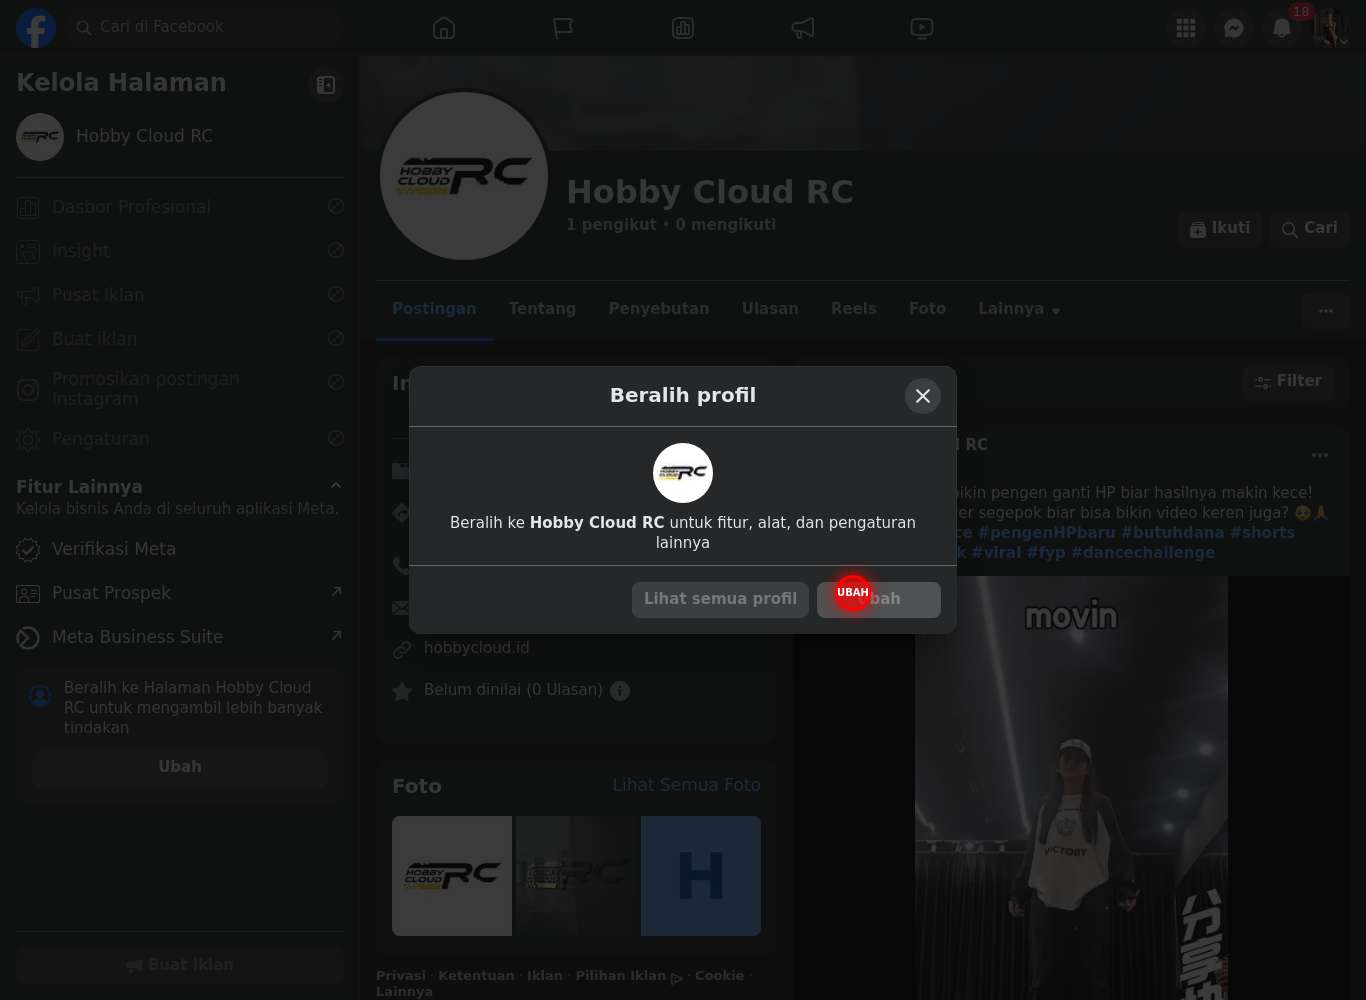 Cari di Facebook
18
Kelola Halaman
Hobby Cloud RC
Dasbor Profesional
Insight
Pusat Iklan
Buat iklan
Promosikan postingan
Instagram
Pengaturan
Fitur Lainnya
Kelola bisnis Anda di seluruh aplikasi Meta.
Verifikasi Meta
Pusat Prospek
Meta Business Suite
Beralih ke Halaman Hobby Cloud
RC untuk mengambil lebih banyak
tindakan
Ubah
Buat Iklan
HOBBY
CLOUD RC
Hobby Cloud RC
1 pengikut • 0 mengikuti
Ikuti
Cari
Postingan
Tentang
Penyebutan
Ulasan
Reels
Foto
Lainnya
In
Filter
Beralih profil
Beralih ke Hobby Cloud RC untuk fitur, alat, dan pengaturan
lainnya
Lihat semua profil
UBAH
bah
hobbycloud.id
Belum dinilai (0 Ulasan)
Foto
Lihat Semua Foto
HOBBY
CLOUD RC
H
Privasi · Ketentuan · Iklan · Pilihan Iklan · Cookie ·
Lainnya
RC
bikin pengen ganti HP biar hasilnya makin kece!
er segepok biar bisa bikin video keren juga?
ce #pengenHPbaru #butuhdana #shorts
k #viral #fyp #dancechallenge
movin
VICTORY